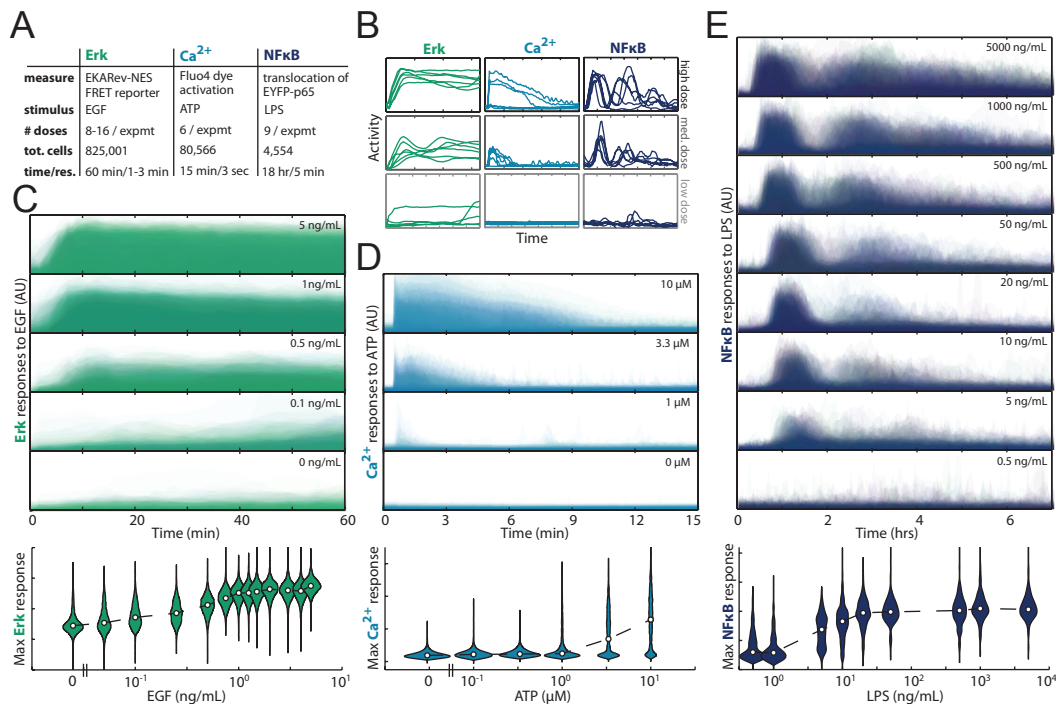 A
Erk Ca2+ NFκB
measure EKARev-NES FRET reporter Fluo4 dye activation translocation of EYFP-p65
stimulus EGF ATP LPS
# doses 8-16 / expmt 6 / expmt 9 / expmt
tot. cells 825,001 80,566 4,554
time/res. 60 min/1-3 min 15 min/3 sec 18 hr/5 min
B
Erk Ca2+ NFκB
Activity
high dose
med. dose
low dose
Time
C
Erk responses to EGF (AU)
5 ng/mL
1ng/mL
0.5 ng/mL
0.1 ng/mL
0 ng/mL
0 20 40 60
Time (min)
Max Erk response
0 10-1 100 101
EGF (ng/mL)
D
Ca2+ responses to ATP (AU)
10 μM
3.3 μM
1 μM
0 μM
0 3 6 9 12 15
Time (min)
Max Ca2+ response
0 10-1 100 101
ATP (μM)
E
NFκB responses to LPS (AU)
5000 ng/mL
1000 ng/mL
500 ng/mL
50 ng/mL
20 ng/mL
10 ng/mL
5 ng/mL
0.5 ng/mL
0 2 4 6
Time (hrs)
Max NFκB response
100 101 102 103 104
LPS (ng/mL)